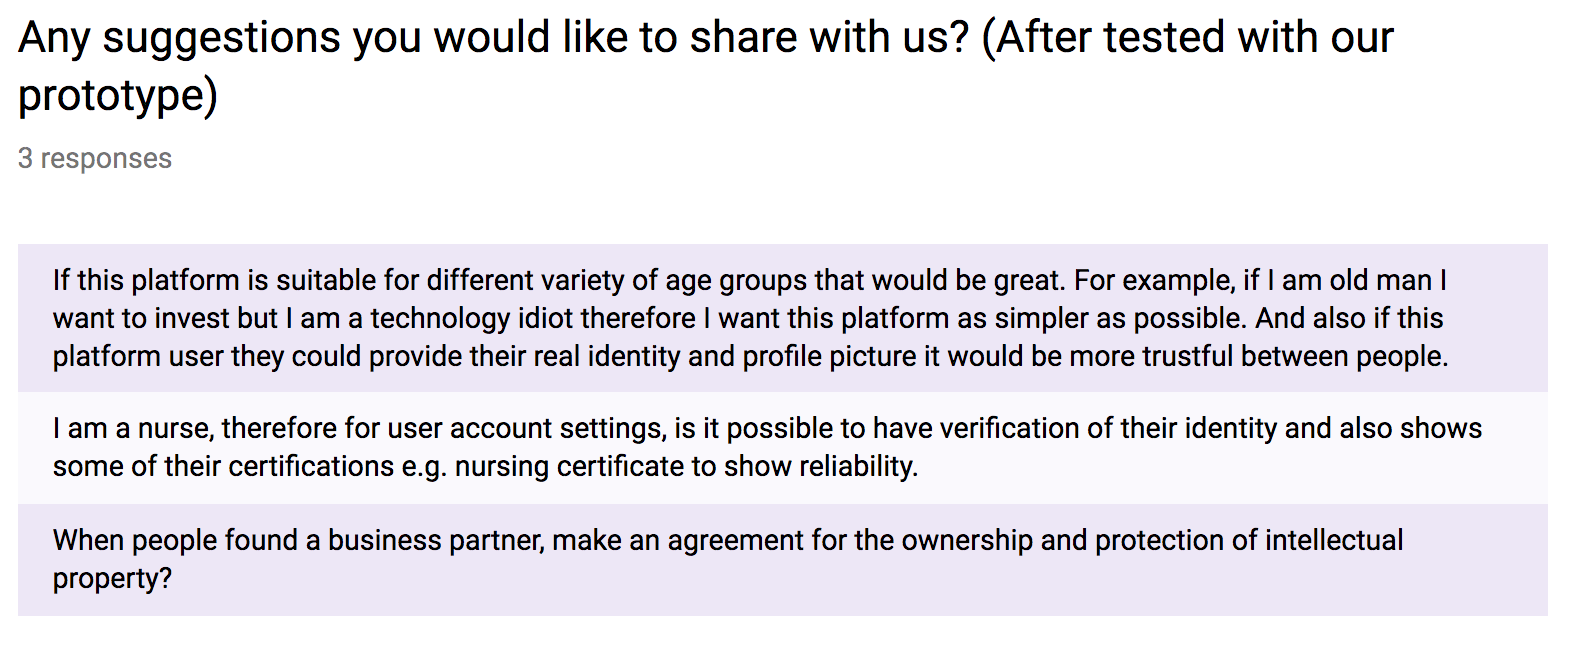 Any suggestions you would like to share with us? (After tested with our
prototype)
3 responses
If this platform is suitable for different variety of age groups that would be great. For example, if I am old man I
want to invest but I am a technology idiot therefore I want this platform as simpler as possible. And also if this
platform user they could provide their real identity and profile picture it would be more trustful between people.
I am a nurse, therefore for user account settings, is it possible to have verification of their identity and also shows
some of their certifications e.g. nursing certificate to show reliability.
When people found a business partner, make an agreement for the ownership and protection of intellectual
property?